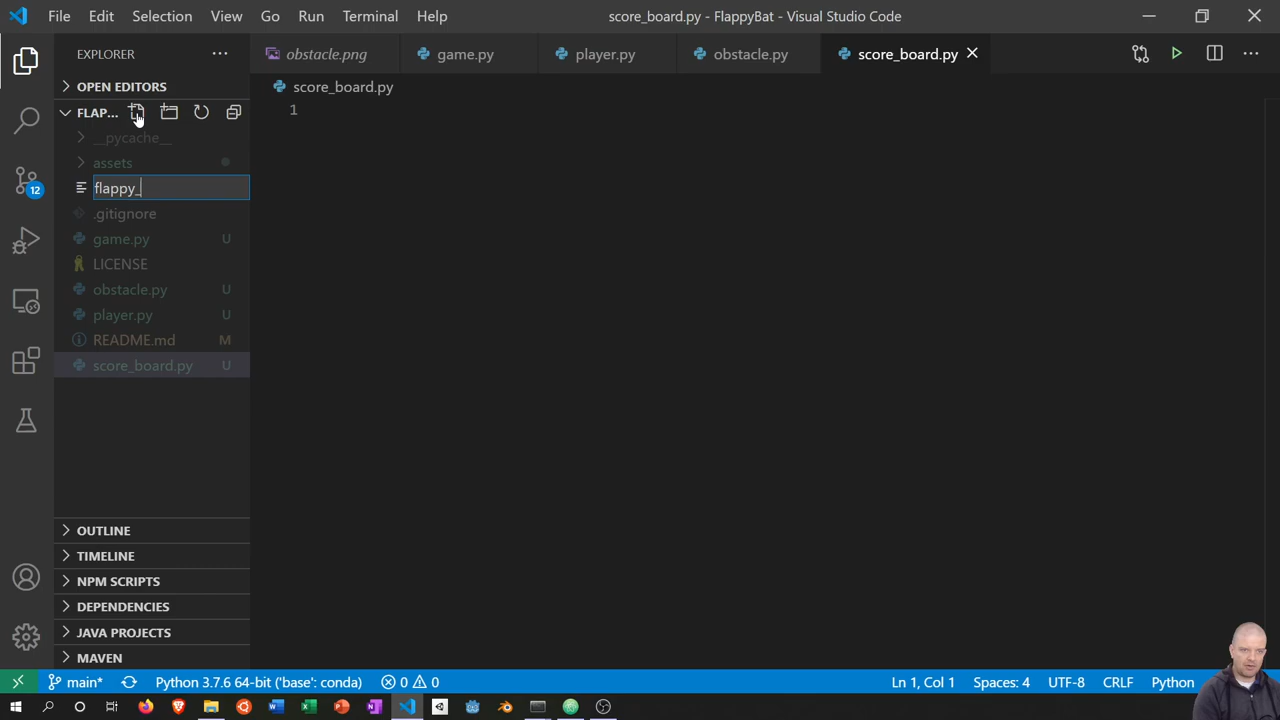 File Edit Selection View Go Run Terminal Help
score_board.py - FlappyBat - Visual Studio Code
EXPLORER
obstacle.png
game.py
player.py
obstacle.py
score_board.py
OPEN EDITORS
score_board.py
FLAP...
1
__pycache__
assets
flappy_
.gitignore
game.py U
LICENSE
obstacle.py U
player.py U
README.md M
score_board.py U
12
OUTLINE
TIMELINE
NPM SCRIPTS
DEPENDENCIES
JAVA PROJECTS
MAVEN
main* Python 3.7.6 64-bit ('base': conda) 0 0 Ln 1, Col 1 Spaces: 4 UTF-8 CRLF Python